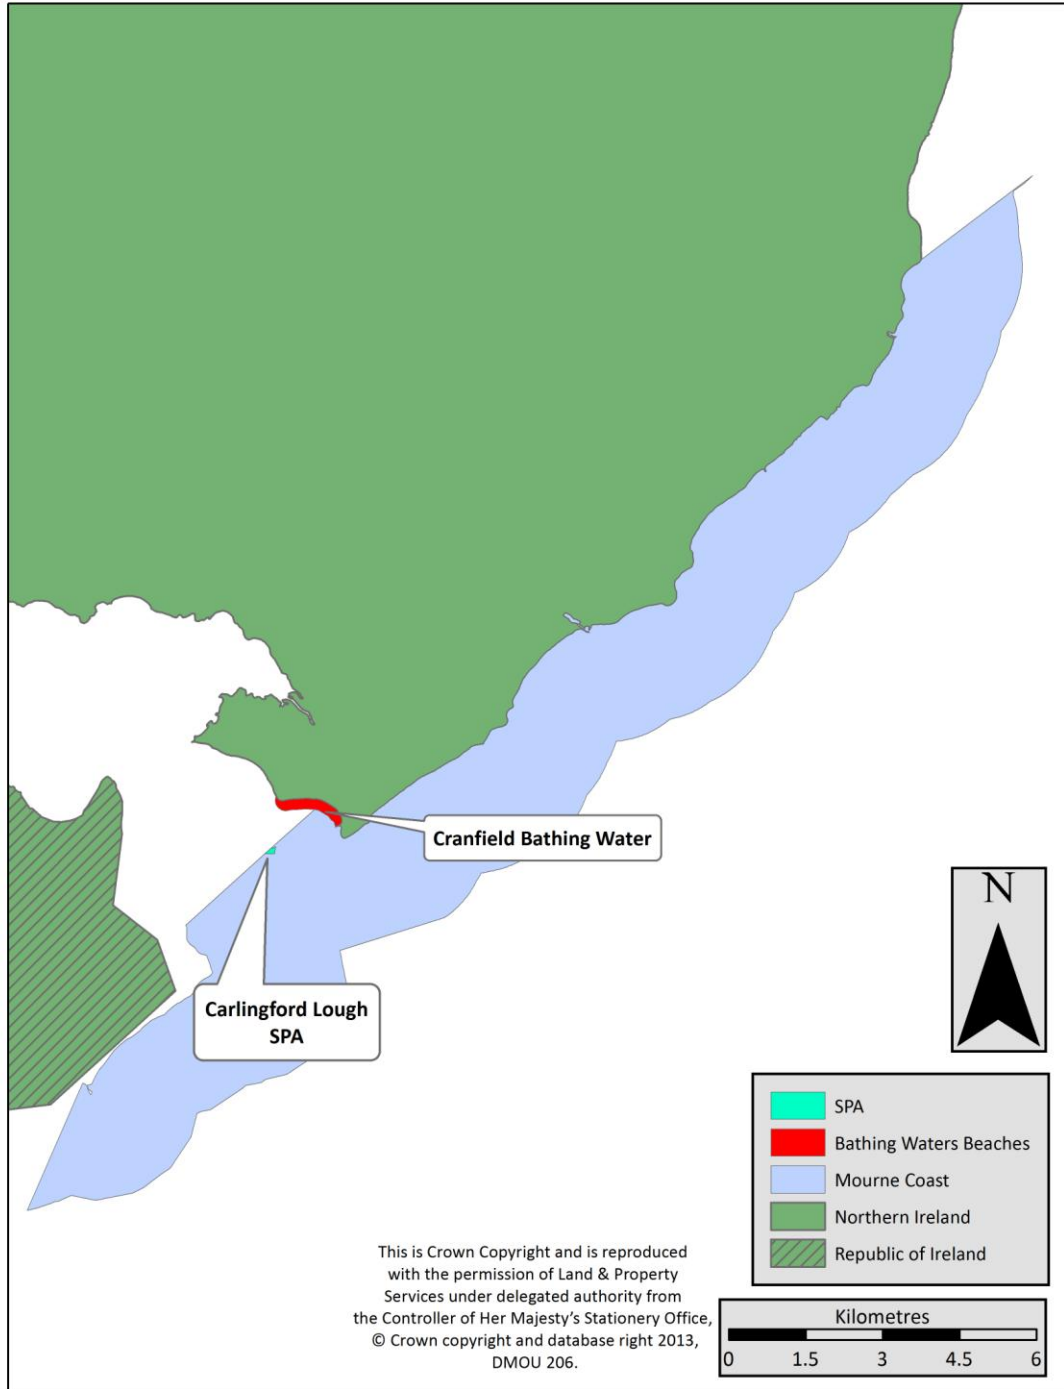 Cranfield Bathing Water
Carlingford Lough
SPA
N
SPA
Bathing Waters Beaches
Mourne Coast
Northern Ireland
Republic of Ireland
This is Crown Copyright and is reproduced
with the permission of Land & Property
Services under delegated authority from
the Controller of Her Majesty's Stationery Office,
© Crown copyright and database right 2013,
DMOU 206.
Kilometres
0 1.5 3 4.5 6